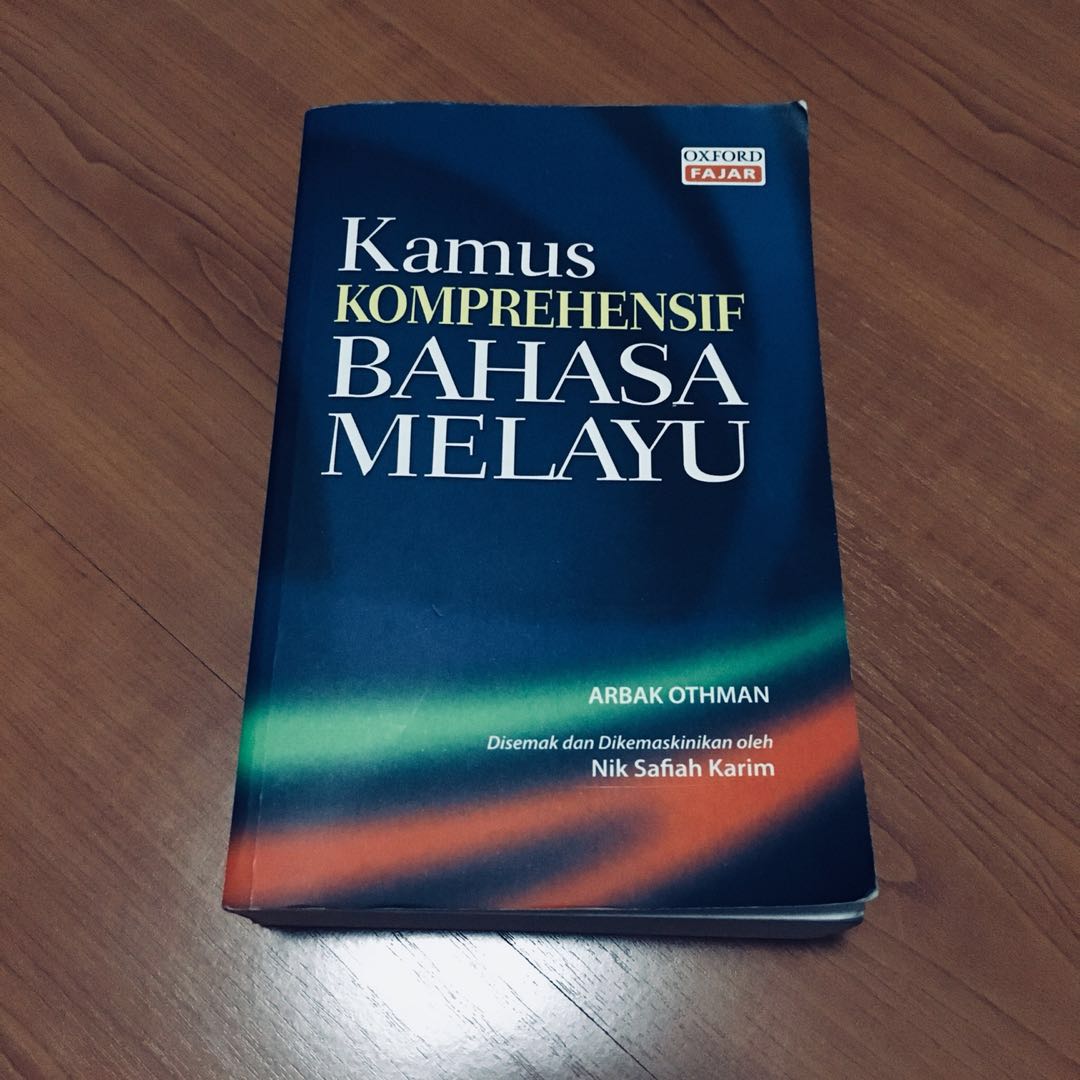 OXFORD
FAJAR
Kamus
KOMPREHENSIF
BAHASA
MELAYU
ARBAK OTHMAN
Disemak dan Dikemaskinikan oleh
Nik Safiah Karim